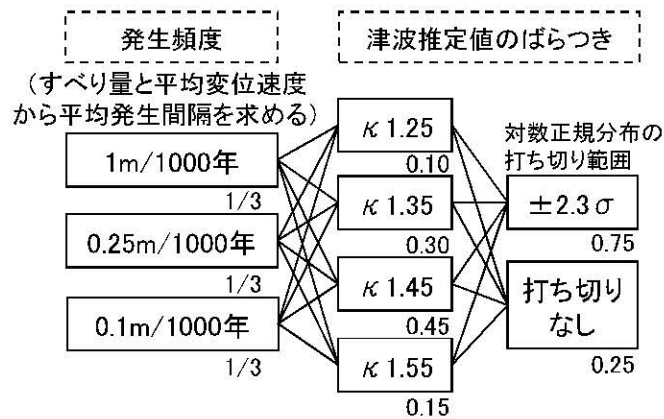 発生頻度
津波推定値のばらつき
(すべり量と平均変位速度
から平均発生間隔を求める)
1m/1000年
1/3
0.25m/1000年
1/3
0.1m/1000年
1/3
κ1.25
0.10
κ1.35
0.30
κ1.45
0.45
κ1.55
0.15
対数正規分布の
打ち切り範囲
±2.3σ
0.75
打ち切り
なし
0.25